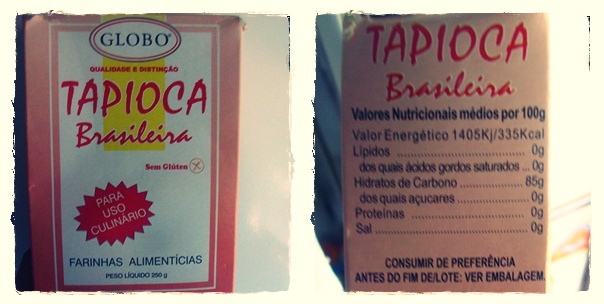 GLOBO®
QUALIDADE E DISTINÇÃO
TAPIOCA
Brasileira
Sem Glúten
PARA
USO
CULINÁRIO
FARINHAS ALIMENTÍCIAS
PESO LÍQUIDO 250 g
TAPIOCA
Brasileira
Valores Nutricionais médios por 100g
Valor Energético 1405Kj/335Kcal
Lípidos .................................. 0g
dos quais ácidos gordos saturados ... 0g
Hidratos de Carbono ................ 85g
dos quais açucares .................. 0g
Proteínas ............................... 0g
Sal ........................................ 0g
CONSUMIR DE PREFERÊNCIA
ANTES DO FIM DE/LOTE: VER EMBALAGEM.